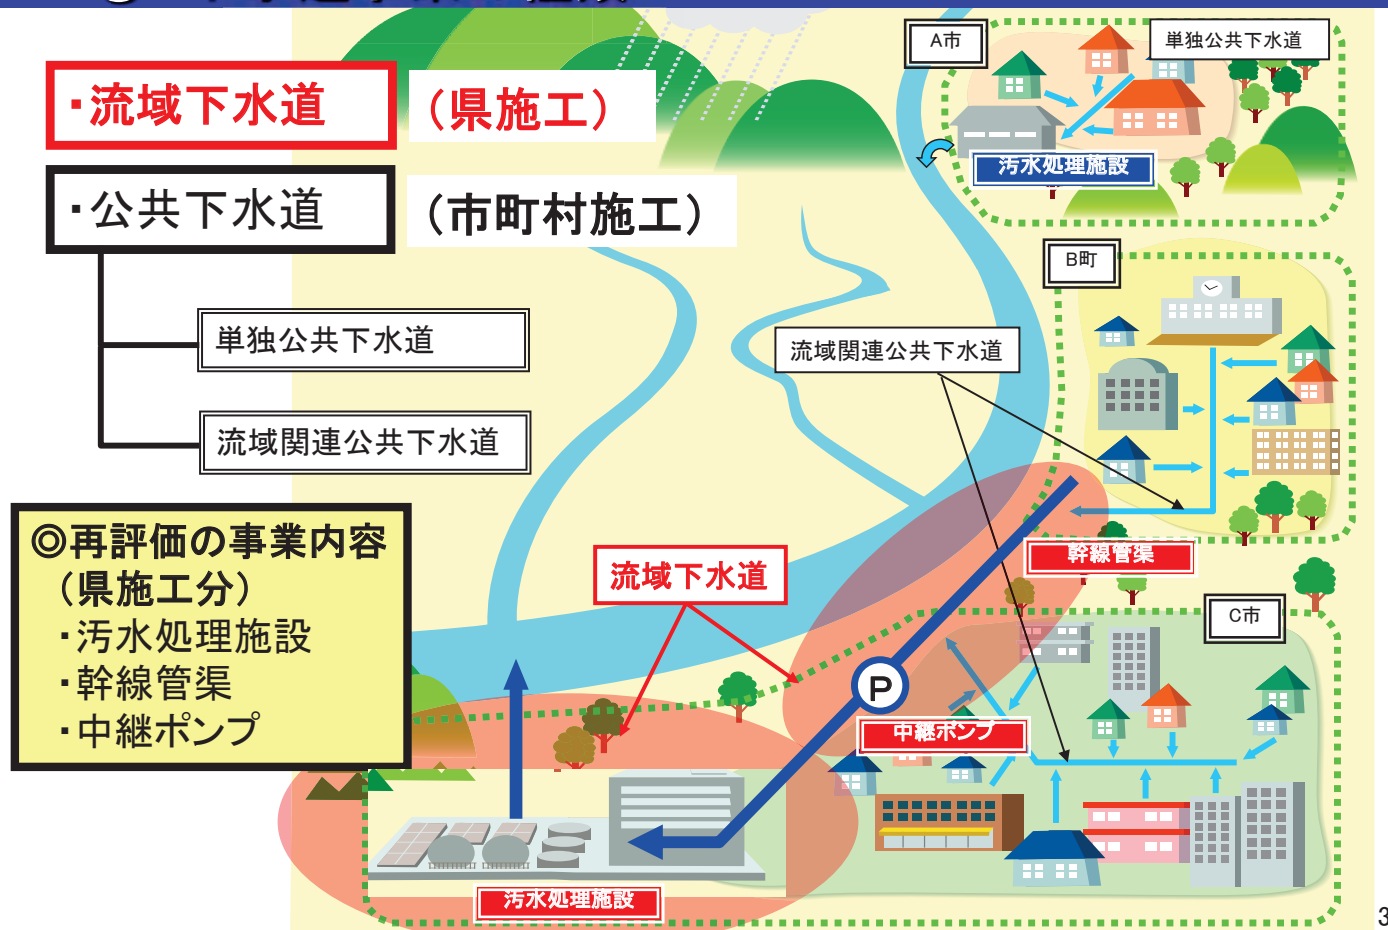 ・流域下水道
（県施工）
・公共下水道
（市町村施工）
単独公共下水道
流域関連公共下水道
◎再評価の事業内容
（県施工分）
・汚水処理施設
・幹線管渠
・中継ポンプ
A市
単独公共下水道
汚水処理施設
B町
流域関連公共下水道
幹線管渠
流域下水道
C市
P
中継ポンプ
汚水処理施設
3